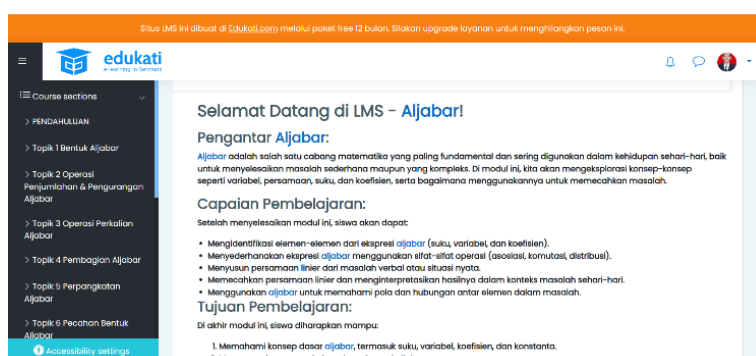 Situs LMS ini dibuat di Edukati.com melalui paket free 12 bulan. Silakan upgrade layanan untuk menghilangkan pesan ini.
edukati
e-learning in Seconds
Course sections
> PENDAHULUAN
> Topik 1 Bentuk Aljabar
> Topik 2 Operasi
Penjumlahan & Pengurangan
Aljabar
> Topik 3 Operasi Perkalian
Aljabar
> Topik 4 Pembagian Aljabar
> Topik 5 Perpangkatan
Aljabar
> Topik 6 Pecahan Bentuk
Aljabar
Accessibility settings
Selamat Datang di LMS - Aljabar!
Pengantar Aljabar:
Aljabar adalah salah satu cabang matematika yang paling fundamental dan sering digunakan dalam kehidupan sehari-hari, baik
untuk menyelesaikan masalah sederhana maupun yang kompleks. Di modul ini, kita akan mengeksplorasi konsep-konsep
seperti variabel, persamaan, suku, dan koefisien, serta bagaimana menggunakannya untuk memecahkan masalah.
Capaian Pembelajaran:
Setelah menyelesaikan modul ini, siswa akan dapat:
• Mengidentifikasi elemen-elemen dari ekspresi aljabar (suku, variabel, dan koefisien).
• Menyederhanakan ekspresi aljabar menggunakan sifat-sifat operasi (asosiasi, komutasi, distribusi).
• Menyusun persamaan linier dari masalah verbal atau situasi nyata.
• Memecahkan persamaan linier dan menginterpretasikan hasilnya dalam konteks masalah sehari-hari.
• Menggunakan aljabar untuk memahami pola dan hubungan antar elemen dalam masalah.
Tujuan Pembelajaran:
Di akhir modul ini, siswa diharapkan mampu:
1. Memahami konsep dasar aljabar, termasuk suku, variabel, koefisien, dan konstanta.